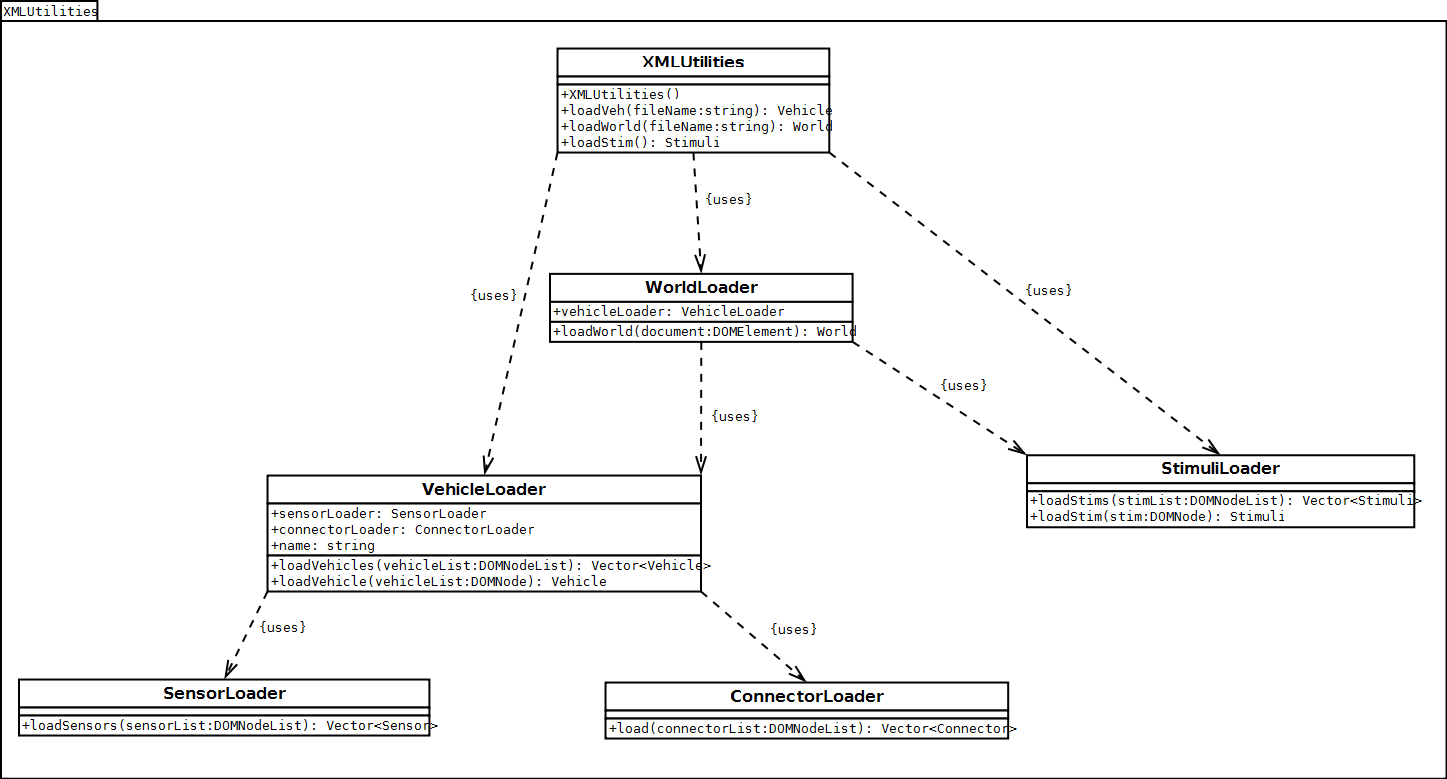 XMLUtilities
XMLUtilities
+XMLUtilities()
+loadVeh(fileName:string): Vehicle
+loadWorld(fileName:string): World
+loadStim(): Stimuli
{uses}
{uses}
{uses}
WorldLoader
+vehicleLoader: VehicleLoader
+loadWorld(document:DOMElement): World
{uses}
{uses}
StimuliLoader
+loadStims(stimList:DOMNodeList): Vector<Stimuli>
+loadStim(stim:DOMNode): Stimuli
VehicleLoader
+sensorLoader: SensorLoader
+connectorLoader: ConnectorLoader
+name: string
+loadVehicles(vehicleList:DOMNodeList): Vector<Vehicle>
+loadVehicle(vehicleList:DOMNode): Vehicle
{uses}
{uses}
SensorLoader
+loadSensors(sensorList:DOMNodeList): Vector<Sensor>
ConnectorLoader
+load(connectorList:DOMNodeList): Vector<Connector>